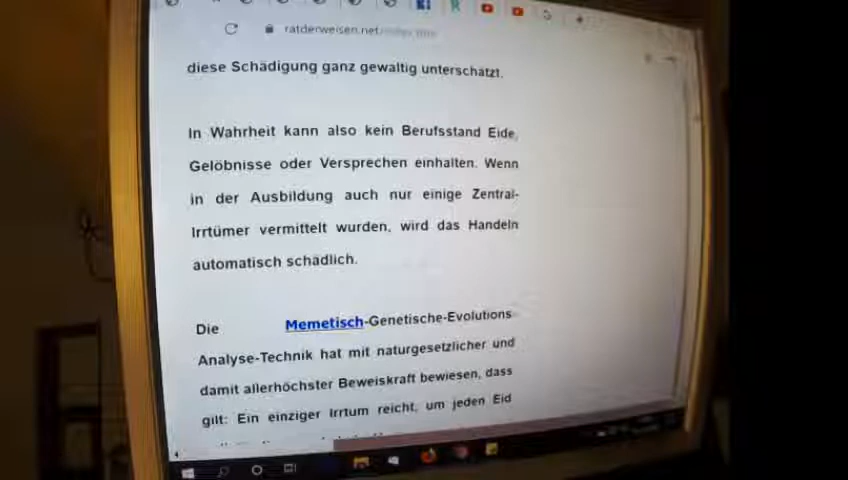 ratderweisen.net/index.html
diese Schädigung ganz gewaltig unterschätzt.
In Wahrheit kann also kein Berufsstand Eide,
Gelöbnisse oder Versprechen einhalten. Wenn
in der Ausbildung auch nur einige Zentral-
Irrtümer vermittelt wurden, wird das Handeln
automatisch schädlich.
Die Memetisch-Genetische-Evolutions-
Analyse-Technik hat mit naturgesetzlicher und
damit allerhöchster Beweiskraft bewiesen, dass
gilt: Ein einziger Irrtum reicht, um jeden Eid